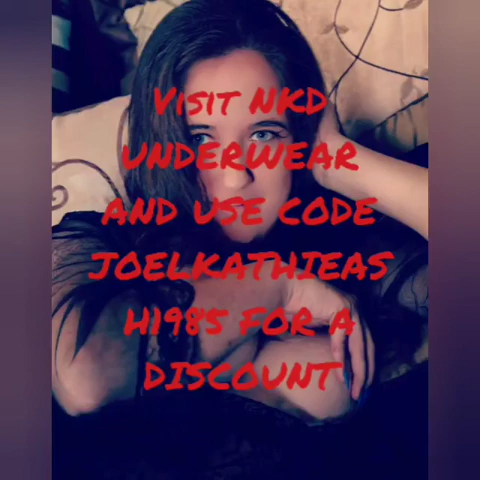 Visit NKD
UNDERWEAR
AND USE CODE
JOELKATHIEAS
H1985 FOR A
DISCOUNT